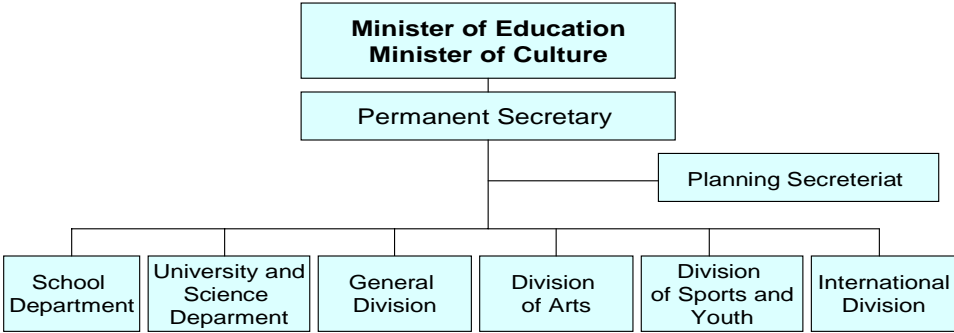 Minister of Education
Minister of Culture
Permanent Secretary
Planning Secreteriat
School
Department
University and
Science
Deparment
General
Division
Division
of Arts
Division
of Sports and
Youth
International
Division